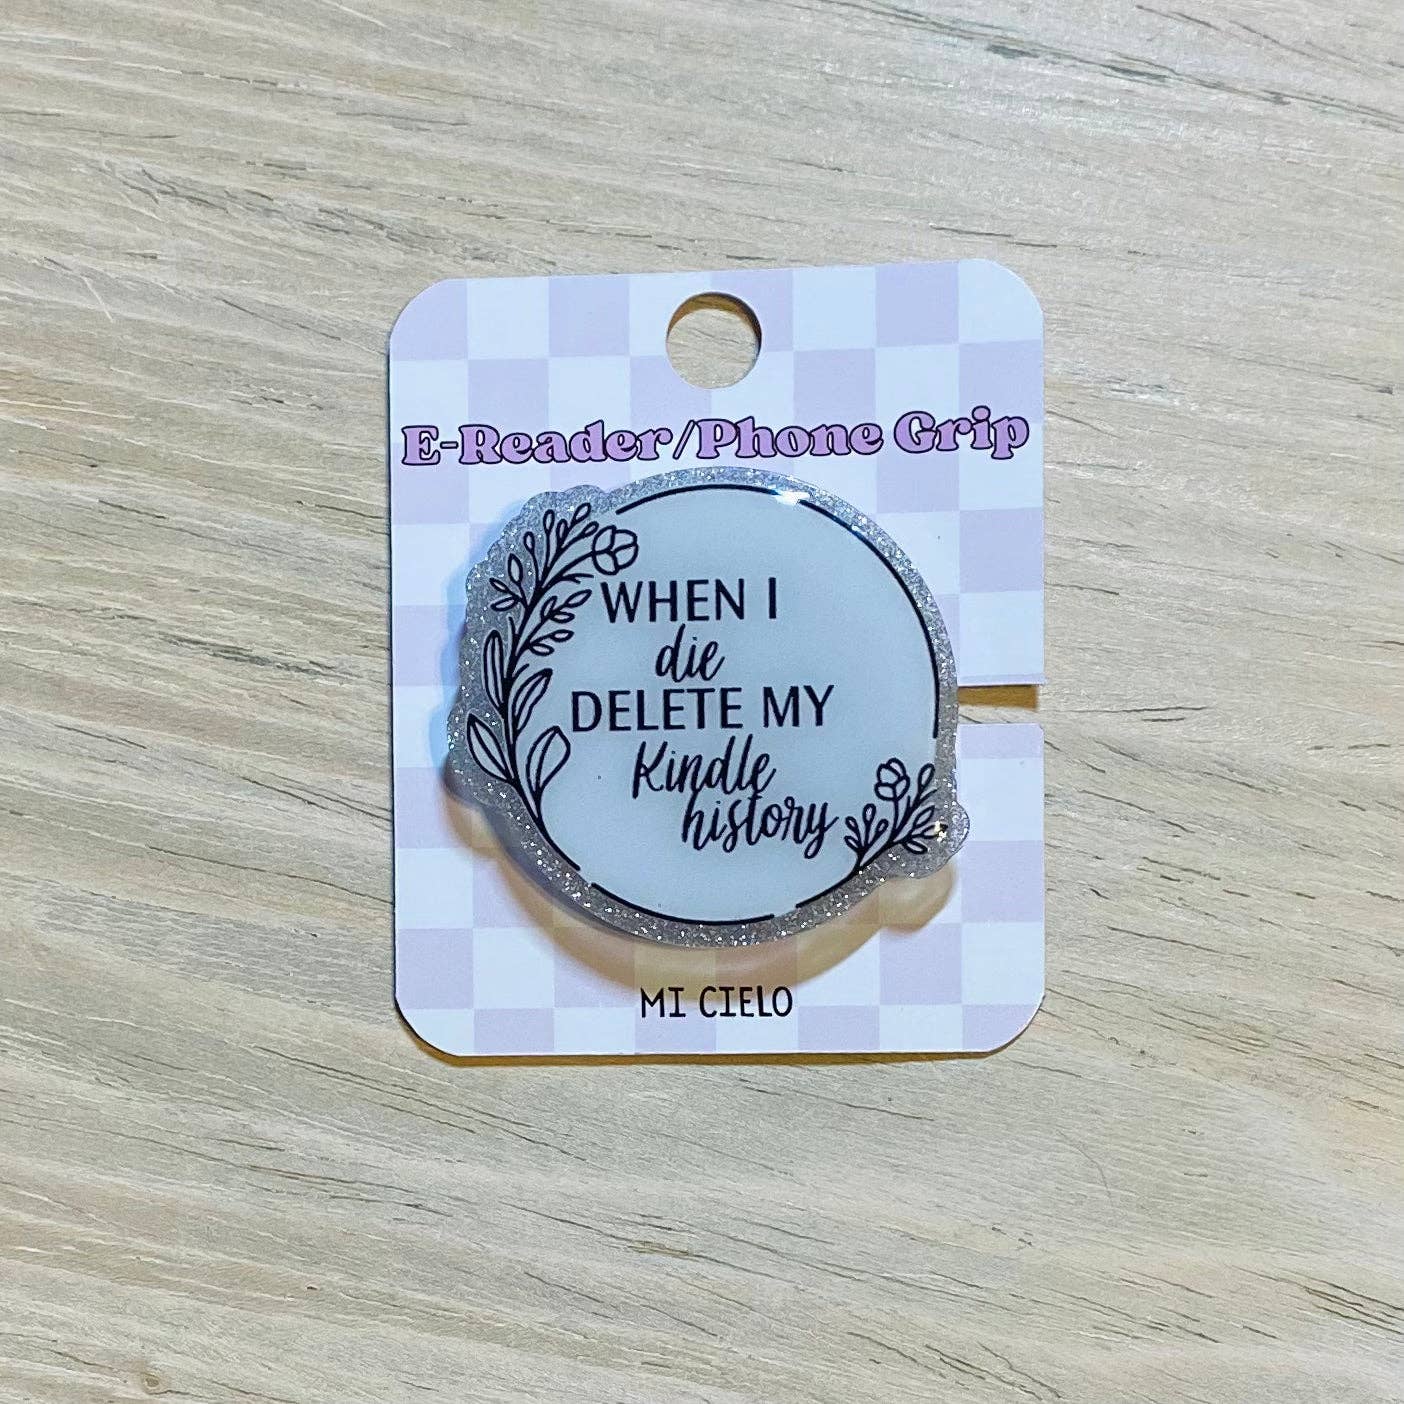 E-Reader/Phone Grip
WHEN I
die
DELETE MY
Kindle
history
MI CIELO